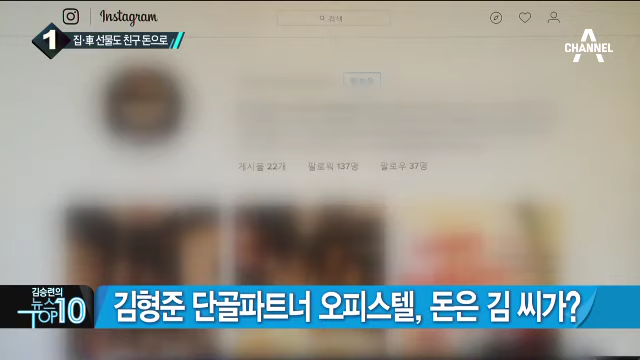 Instagram
검색
1
집·車 선물도 친구 돈으로
CHANNEL A
게시물 22개 팔로워 137명 팔로우 37명
김승련의
뉴스
TOP10
김형준 단골파트너 오피스텔, 돈은 김 씨가?